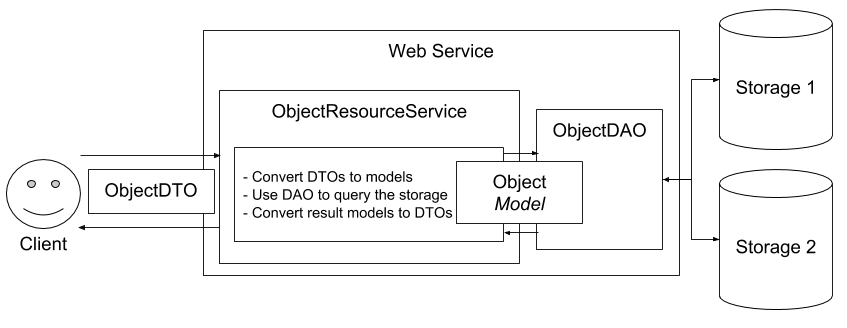 Web Service
ObjectResourceService
- Convert DTOs to models
- Use DAO to query the storage
- Convert result models to DTOs
ObjectDTO
Client
Object
Model
ObjectDAO
Storage 1
Storage 2